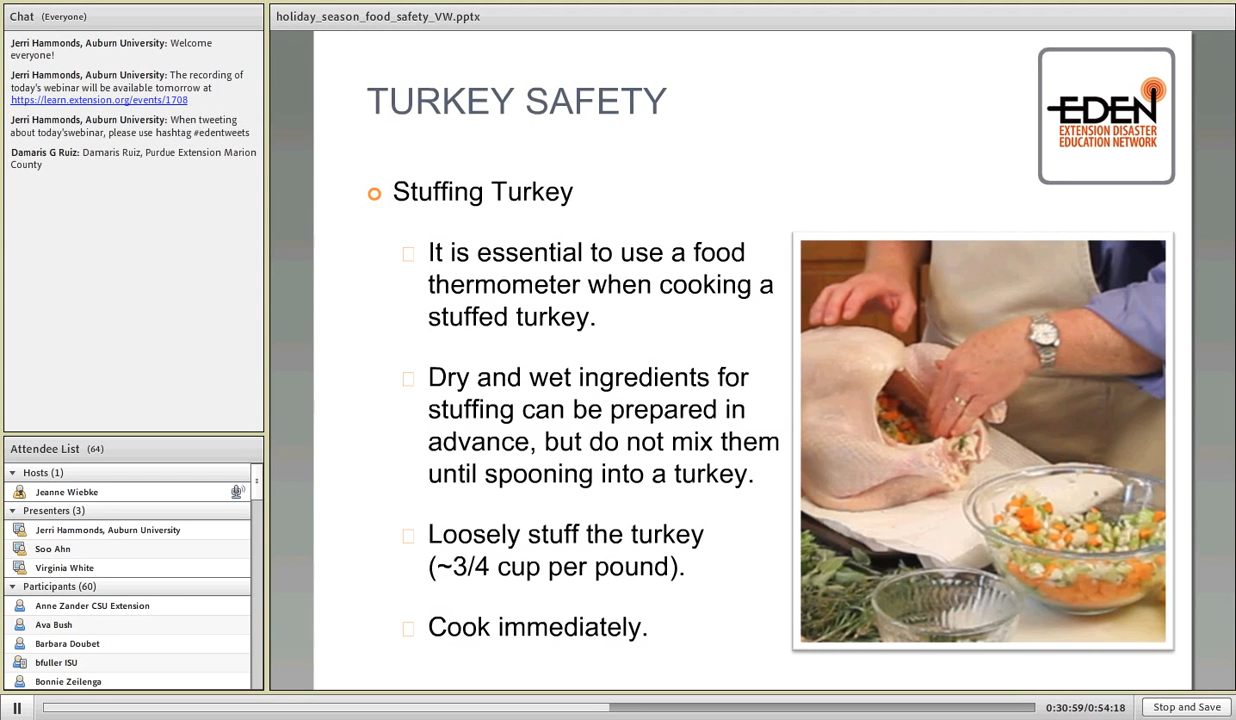 Chat (Everyone)
Jerri Hammonds, Auburn University: Welcome
everyone!
Jerri Hammonds, Auburn University: The recording of
today's webinar will be available tomorrow at
https://learn.extension.org/events/1708
Jerri Hammonds, Auburn University: When tweeting
about today'swebinar, please use hashtag #edentweets
Damaris G Ruiz: Damaris Ruiz, Purdue Extension Marion
County
Attendee List (64)
Hosts (1)
Jeanne Wiebke
Presenters (3)
Jerri Hammonds, Auburn University
Soo Ahn
Virginia White
Participants (60)
Anne Zander CSU Extension
Ava Bush
Barbara Doubet
bfuller ISU
Bonnie Zeilenga
holiday_season_food_safety_VW.pptx
TURKEY SAFETY
EDEN
EXTENSION DISASTER
EDUCATION NETWORK
Stuffing Turkey
It is essential to use a food
thermometer when cooking a
stuffed turkey.
Dry and wet ingredients for
stuffing can be prepared in
advance, but do not mix them
until spooning into a turkey.
Loosely stuff the turkey
(~3/4 cup per pound).
Cook immediately.
0:30:59/0:54:18
Stop and Save